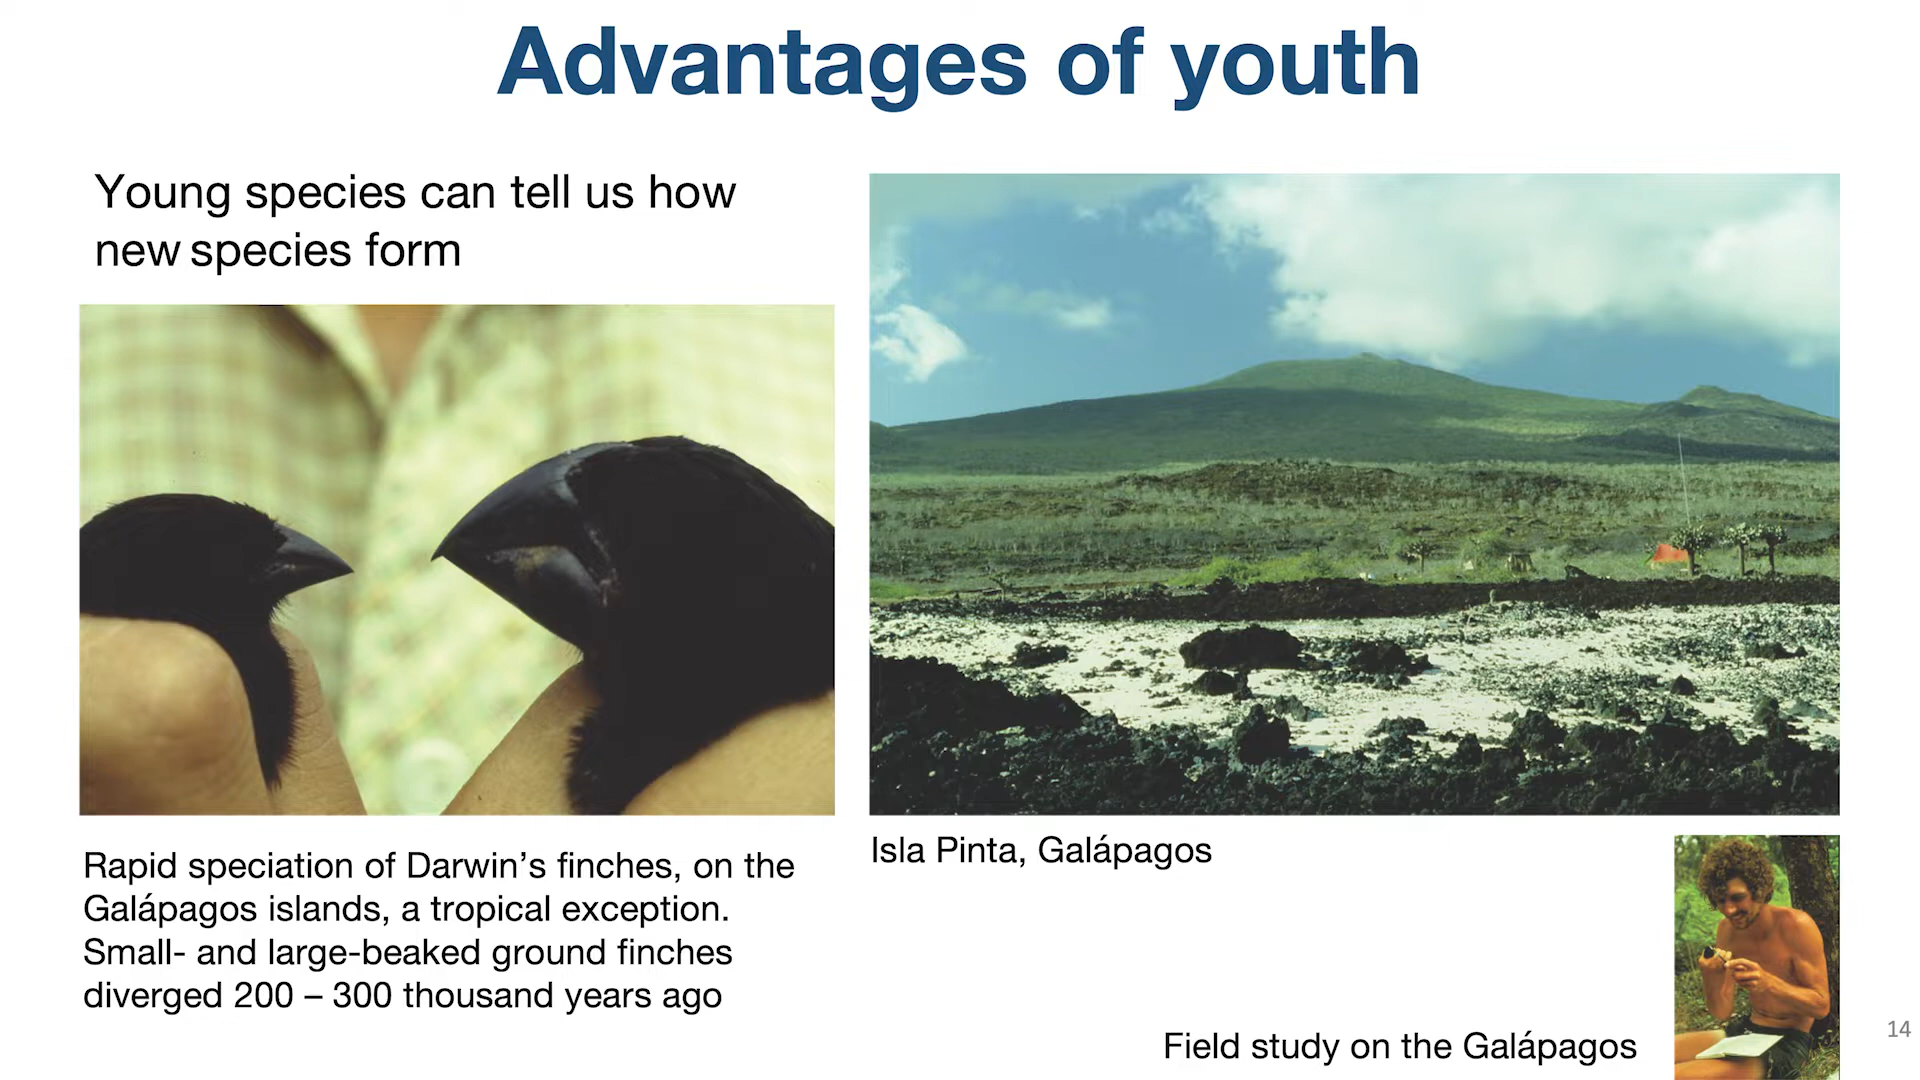 Advantages of youth
Young species can tell us how
new species form
Rapid speciation of Darwin’s finches, on the
Galápagos islands, a tropical exception.
Small- and large-beaked ground finches
diverged 200 – 300 thousand years ago
Isla Pinta, Galápagos
Field study on the Galápagos
14